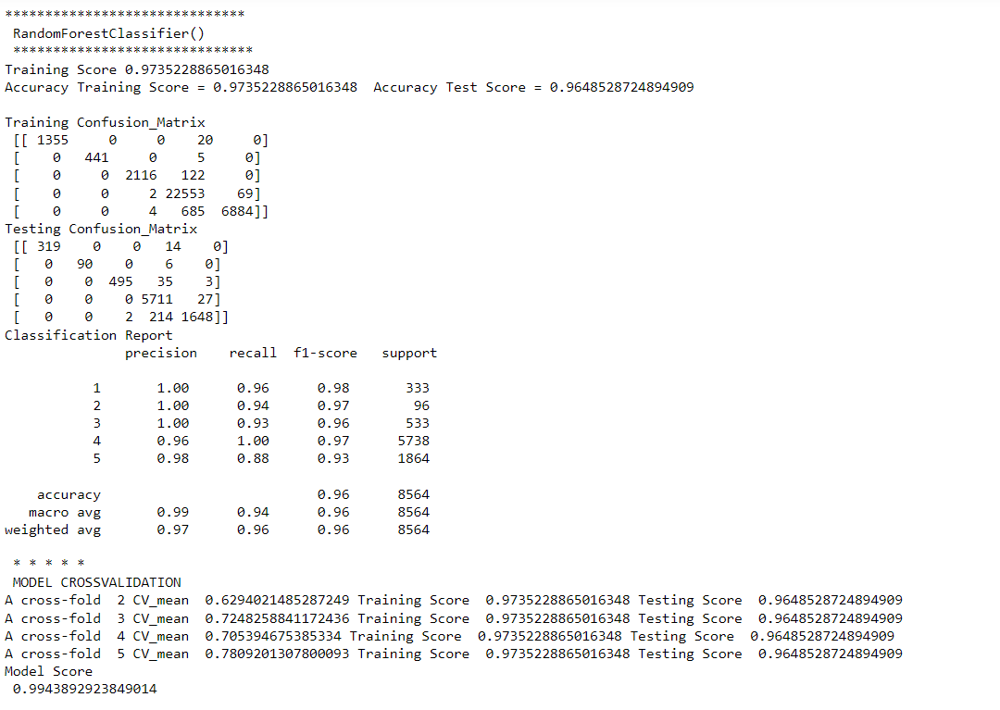 ******************************
RandomForestClassifier()
******************************
Training Score 0.9735228865016348
Accuracy Training Score = 0.9735228865016348  Accuracy Test Score = 0.9648528724894909
Training Confusion_Matrix
[[ 1355     0     0    20     0]
[    0   441     0     5     0]
[    0     0  2116   122     0]
[    0     0     2 22553    69]
[    0     0     4   685  6884]]
Testing Confusion_Matrix
[[ 319    0    0   14    0]
[   0   90    0    6    0]
[   0    0  495   35    3]
[   0    0    0 5711   27]
[   0    0    2  214 1648]]
Classification Report
precision    recall  f1-score   support
1       1.00      0.96      0.98       333
2       1.00      0.94      0.97        96
3       1.00      0.93      0.96       533
4       0.96      1.00      0.97      5738
5       0.98      0.88      0.93      1864
accuracy                           0.96      8564
macro avg       0.99      0.94      0.96      8564
weighted avg       0.97      0.96      0.96      8564
* * * * *
MODEL CROSSVALIDATION
A cross-fold  2 CV_mean  0.6294021485287249 Training Score  0.9735228865016348 Testing Score  0.9648528724894909
A cross-fold  3 CV_mean  0.7248258841172436 Training Score  0.9735228865016348 Testing Score  0.9648528724894909
A cross-fold  4 CV_mean  0.705394675385334 Training Score  0.9735228865016348 Testing Score  0.9648528724894909
A cross-fold  5 CV_mean  0.7809201307800093 Training Score  0.9735228865016348 Testing Score  0.9648528724894909
Model Score
0.9943892923849014